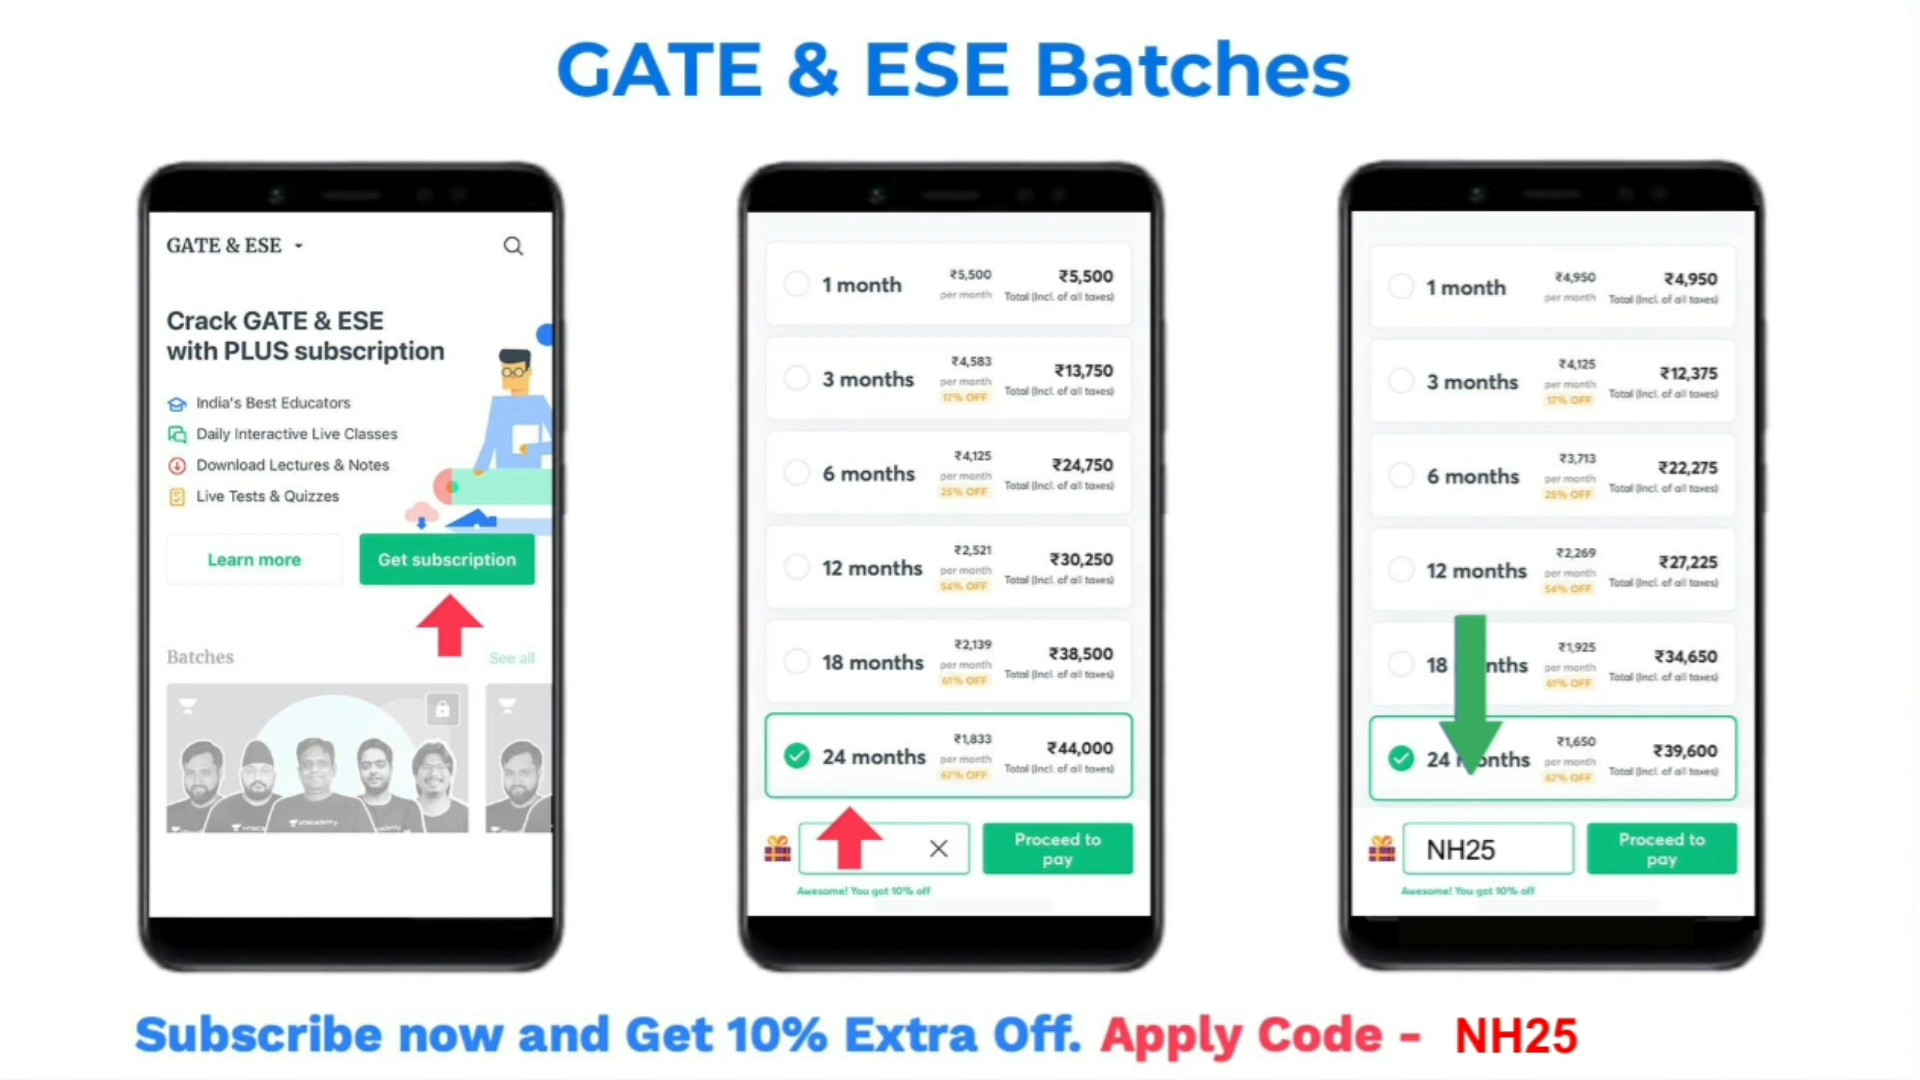 GATE & ESE Batches
GATE & ESE
Crack GATE & ESE
with PLUS subscription
India's Best Educators
Daily Interactive Live Classes
Download Lectures & Notes
Live Tests & Quizzes
Learn more
Get subscription
Batches
See all
unacademy
1 month ₹5,500 ₹5,500
per month Total (Incl. of all taxes)
3 months ₹4,583 ₹13,750
per month Total (Incl. of all taxes)
17% OFF
6 months ₹4,125 ₹24,750
per month Total (Incl. of all taxes)
25% OFF
12 months ₹2,521 ₹30,250
per month Total (Incl. of all taxes)
54% OFF
18 months ₹2,139 ₹38,500
per month Total (Incl. of all taxes)
61% OFF
24 months ₹1,833 ₹44,000
per month Total (Incl. of all taxes)
67% OFF
Proceed to
pay
Awesome! You got 10% off
1 month ₹4,950 ₹4,950
per month Total (Incl. of all taxes)
3 months ₹4,125 ₹12,375
per month Total (Incl. of all taxes)
17% OFF
6 months ₹3,713 ₹22,275
per month Total (Incl. of all taxes)
25% OFF
12 months ₹2,269 ₹27,225
per month Total (Incl. of all taxes)
54% OFF
18 nths ₹1,925 ₹34,650
per month Total (Incl. of all taxes)
61% OFF
24 onths ₹1,650 ₹39,600
per month Total (Incl. of all taxes)
67% OFF
NH25
Proceed to
pay
Awesome! You got 10% off
Subscribe now and Get 10% Extra Off. Apply Code - NH25